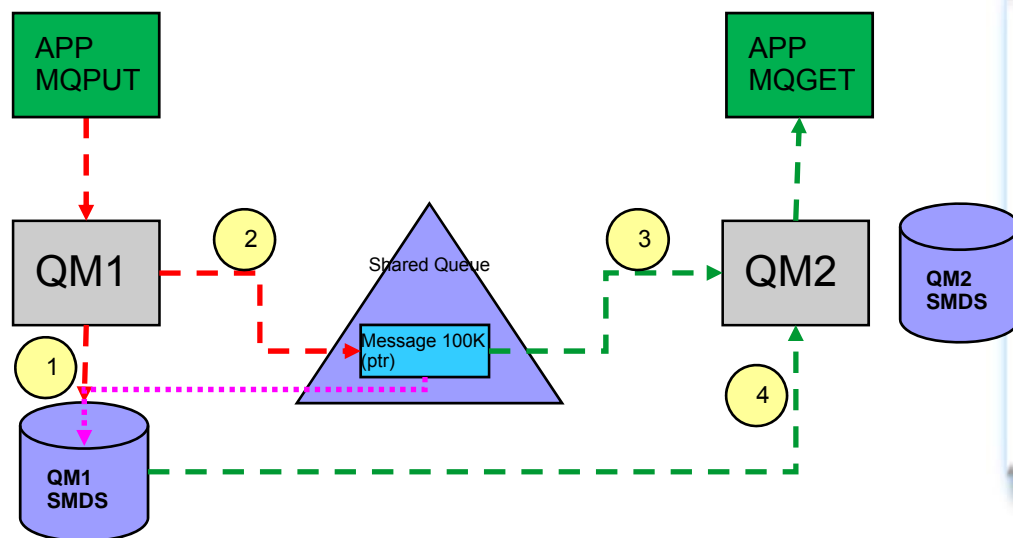 APP
MQPUT
APP
MQGET
QM1
2
Shared Queue
3
QM2
QM2
SMDS
Message 100K
(ptr)
1
4
QM1
SMDS